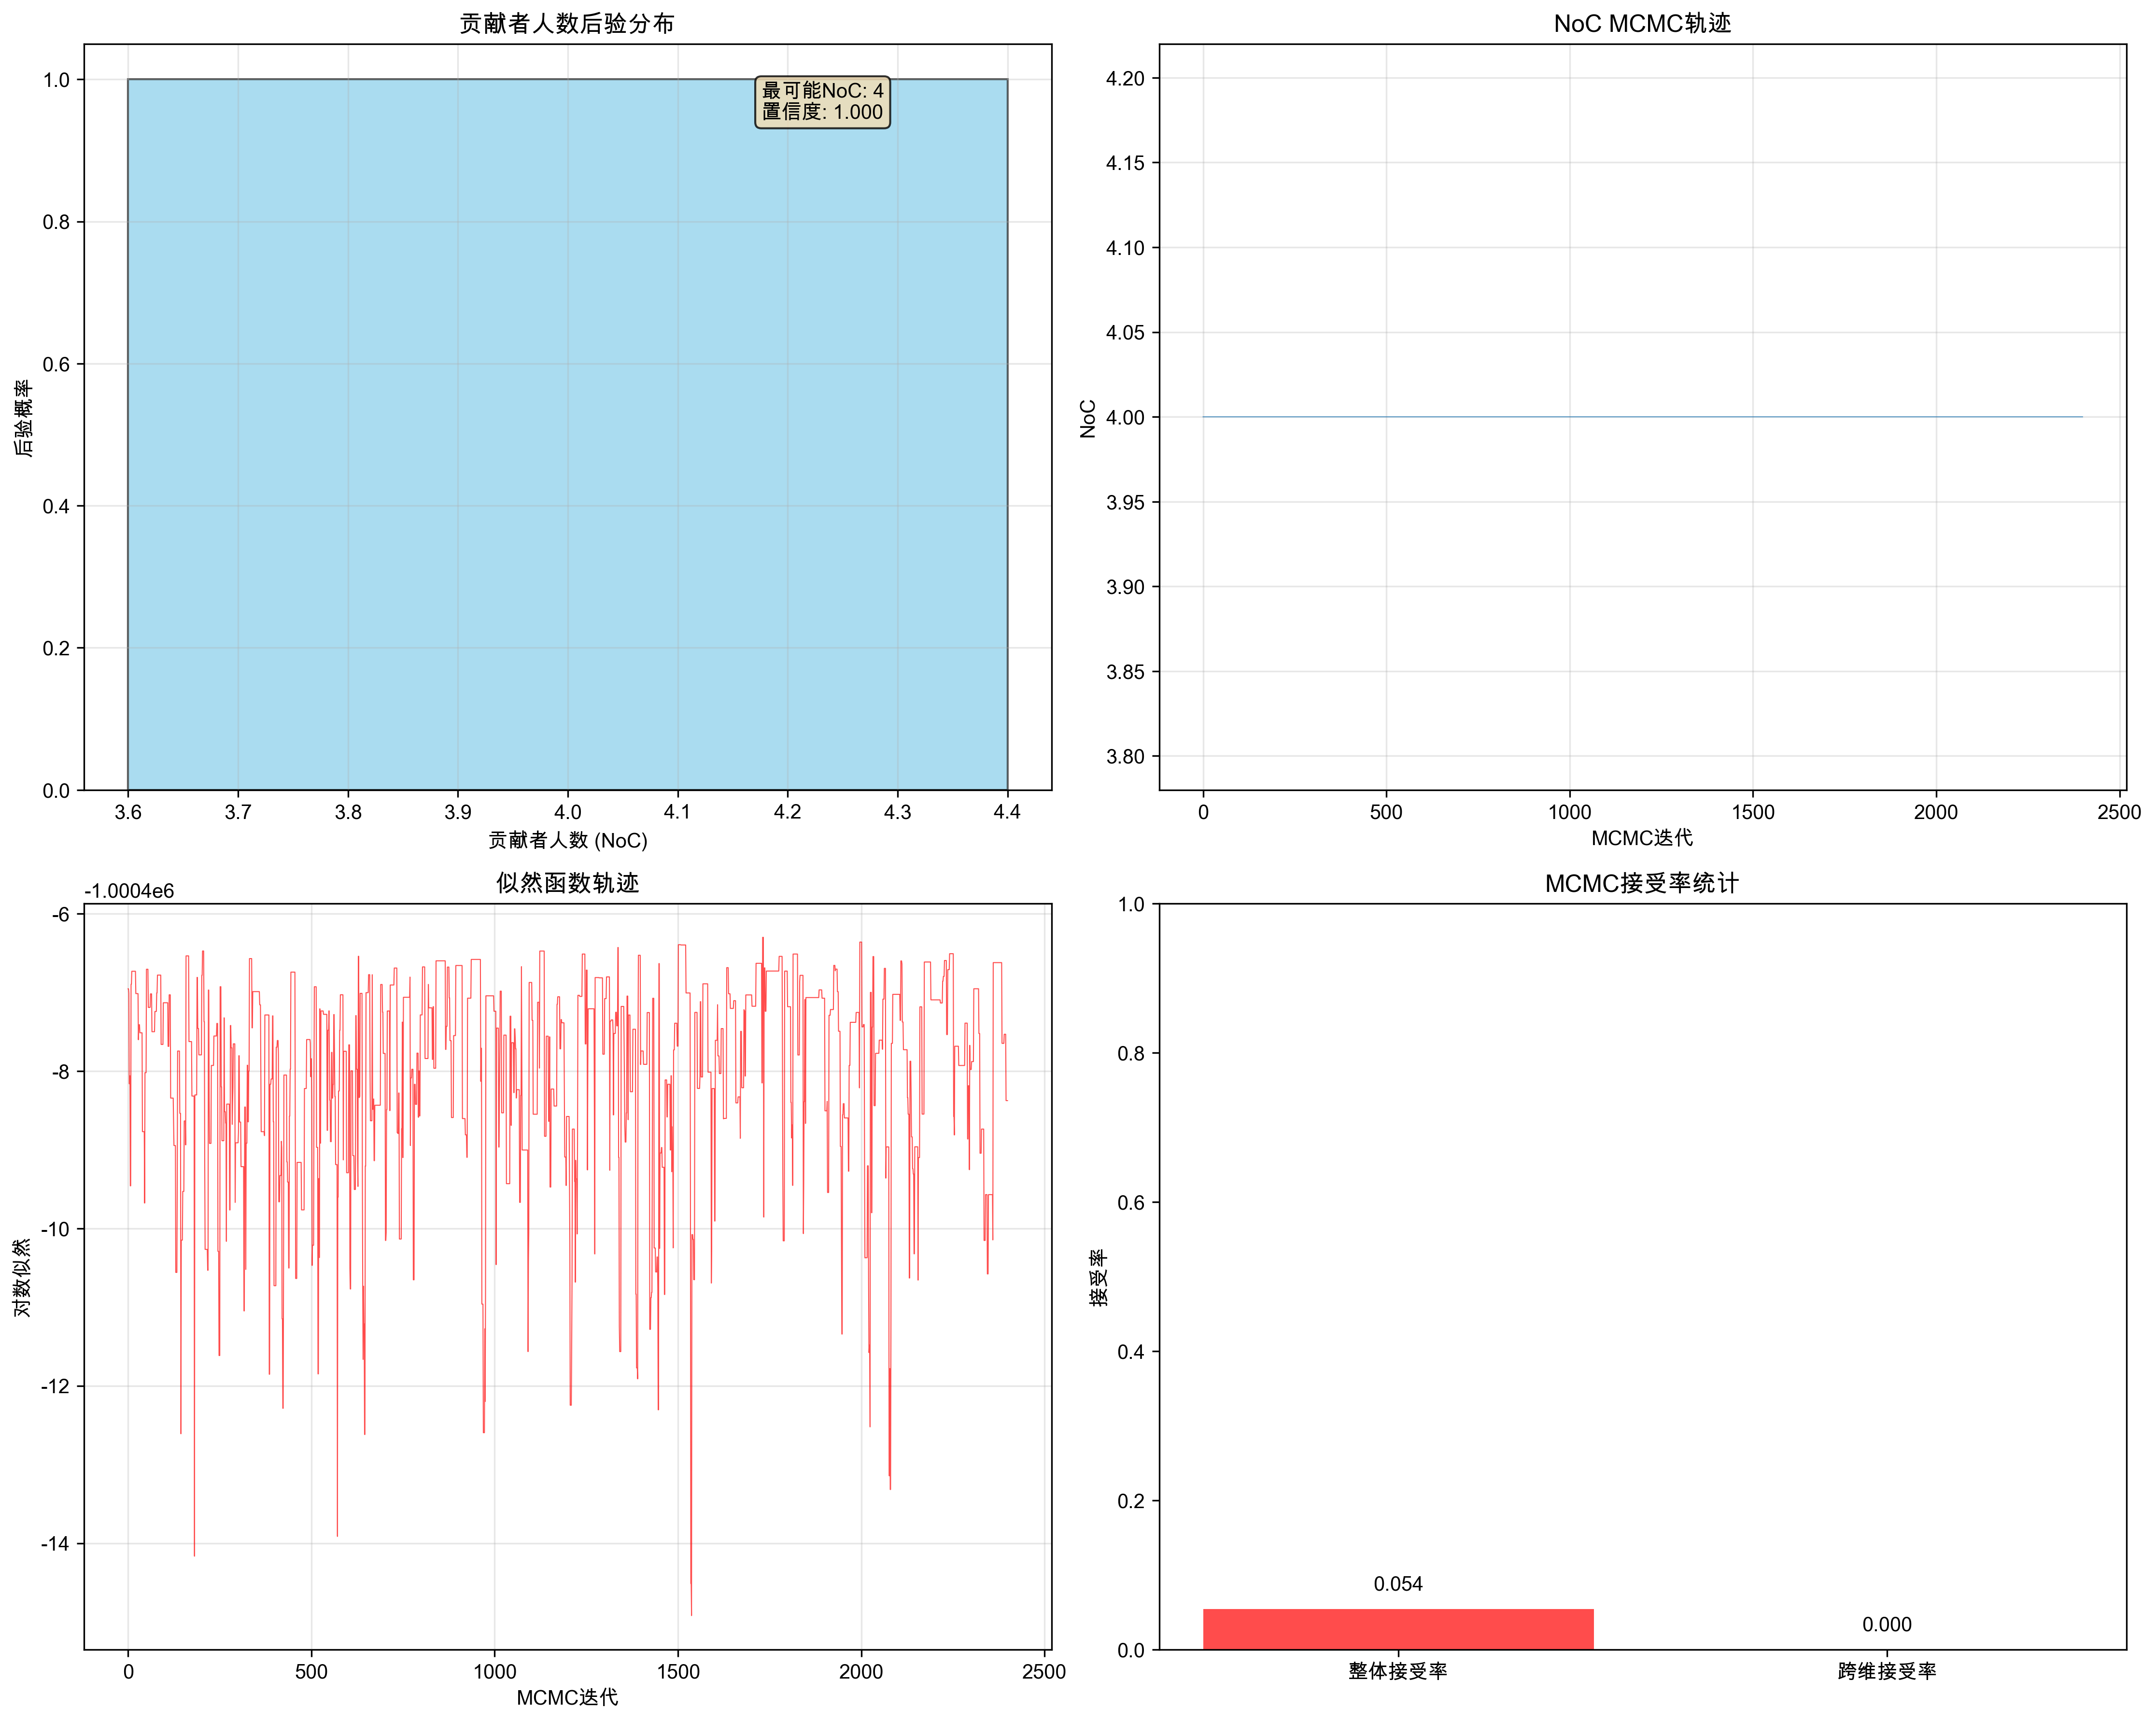 贡献者人数后验分布
1.0
0.8
0.6
0.4
0.2
0.0
后验概率
最可能NoC: 4
置信度: 1.000
3.6 3.7 3.8 3.9 4.0 4.1 4.2 4.3 4.4
贡献者人数 (NoC)
NoC MCMC轨迹
4.20
4.15
4.10
4.05
4.00
3.95
3.90
3.85
3.80
NoC
0 500 1000 1500 2000 2500
MCMC迭代
似然函数轨迹
-1.0004e6
-6
-8
-10
-12
-14
对数似然
0 500 1000 1500 2000 2500
MCMC迭代
MCMC接受率统计
1.0
0.8
0.6
0.4
0.2
0.0
接受率
0.054
0.000
整体接受率 跨维接受率